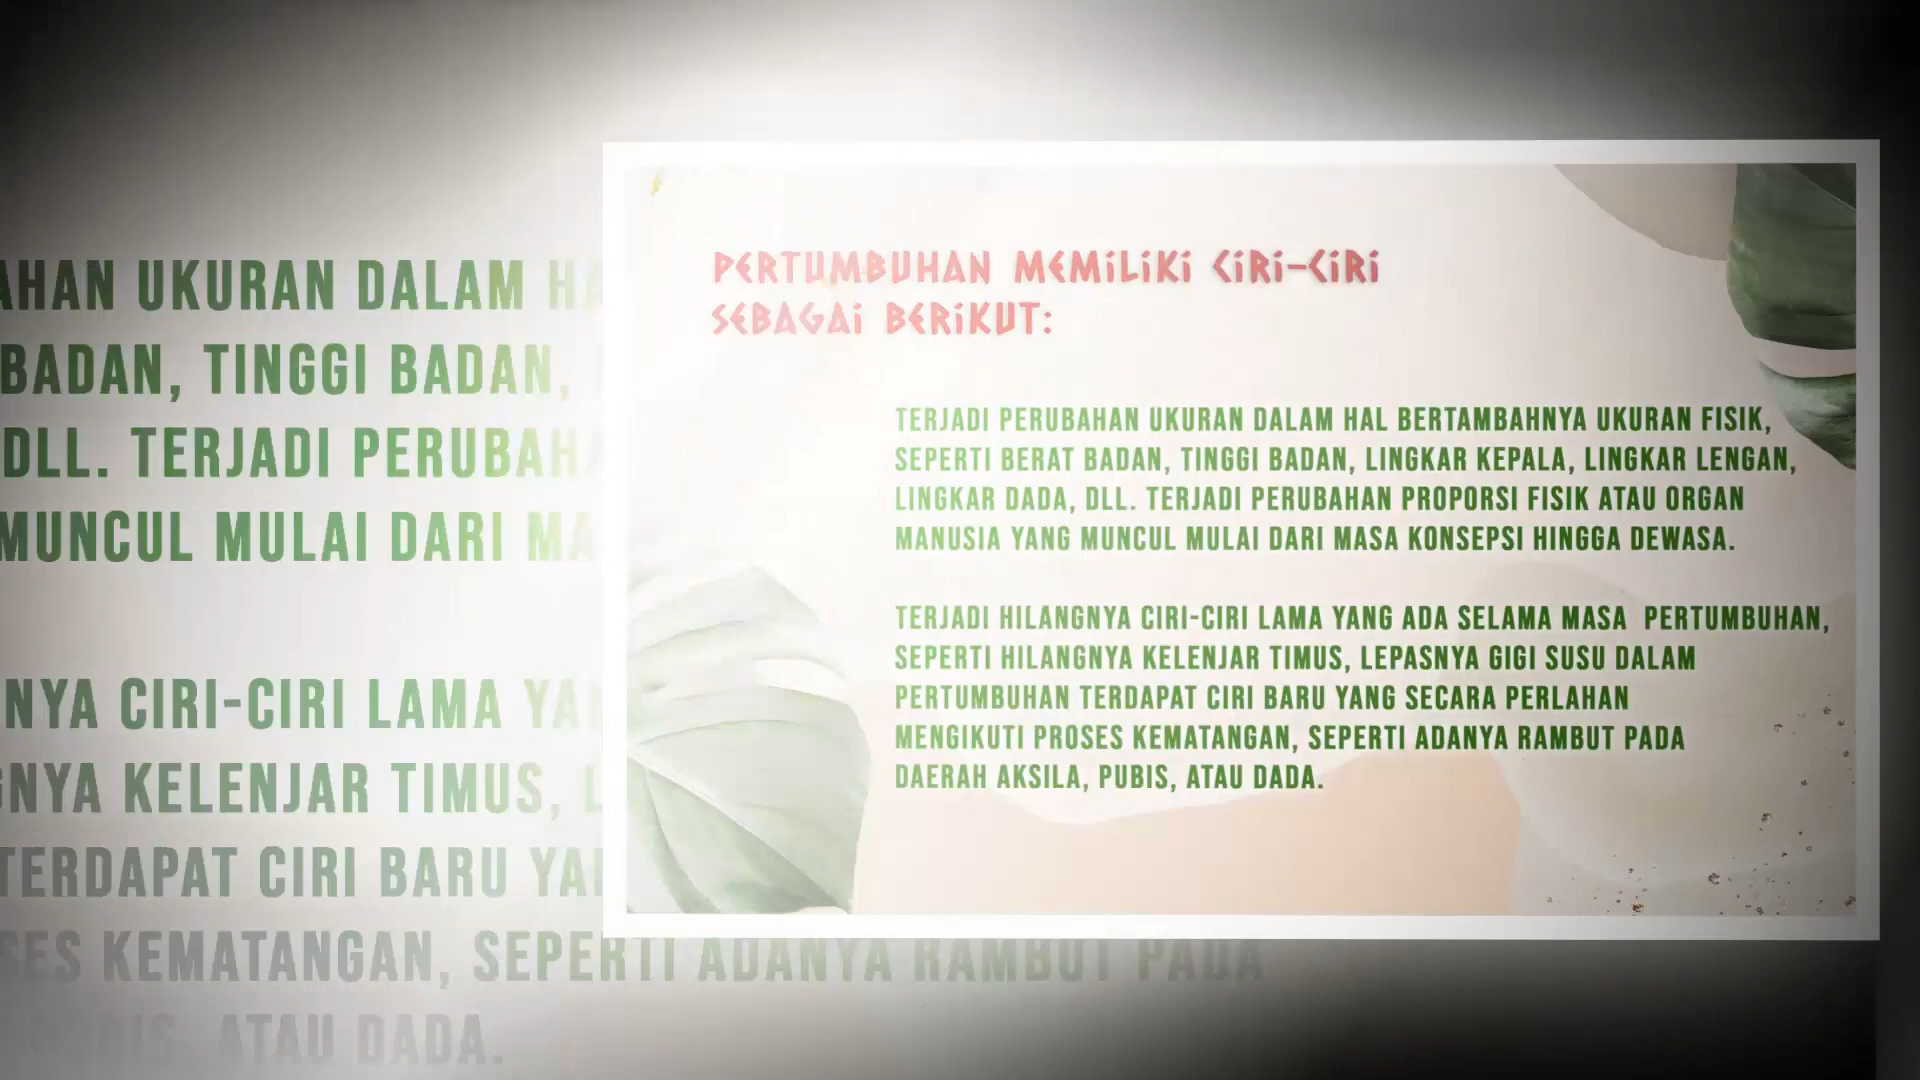 PERTUMBUHAN MEMILIKI CIRI-CIRI
SEBAGAI BERIKUT:
TERJADI PERUBAHAN UKURAN DALAM HAL BERTAMBAHNYA UKURAN FISIK,
SEPERTI BERAT BADAN, TINGGI BADAN, LINGKAR KEPALA, LINGKAR LENGAN,
LINGKAR DADA, DLL. TERJADI PERUBAHAN PROPORSI FISIK ATAU ORGAN
MANUSIA YANG MUNCUL MULAI DARI MASA KONSEPSI HINGGA DEWASA.
TERJADI HILANGNYA CIRI-CIRI LAMA YANG ADA SELAMA MASA PERTUMBUHAN,
SEPERTI HILANGNYA KELENJAR TIMUS, LEPASNYA GIGI SUSU DALAM
PERTUMBUHAN TERDAPAT CIRI BARU YANG SECARA PERLAHAN
MENGIKUTI PROSES KEMATANGAN, SEPERTI ADANYA RAMBUT PADA
DAERAH AKSILA, PUBIS, ATAU DADA.
UKURAN DALAM
BADAN, TINGGI BADAN,
DLL. TERJADI
MUNCUL MULAI DARI
CIRI-CIRI LAMA
KELENJAR TIMUS,
TERDAPAT CIRI BARU
KEMATANGAN, SEPERTI ADANYA RAMBUT PADA
ATAU DADA.